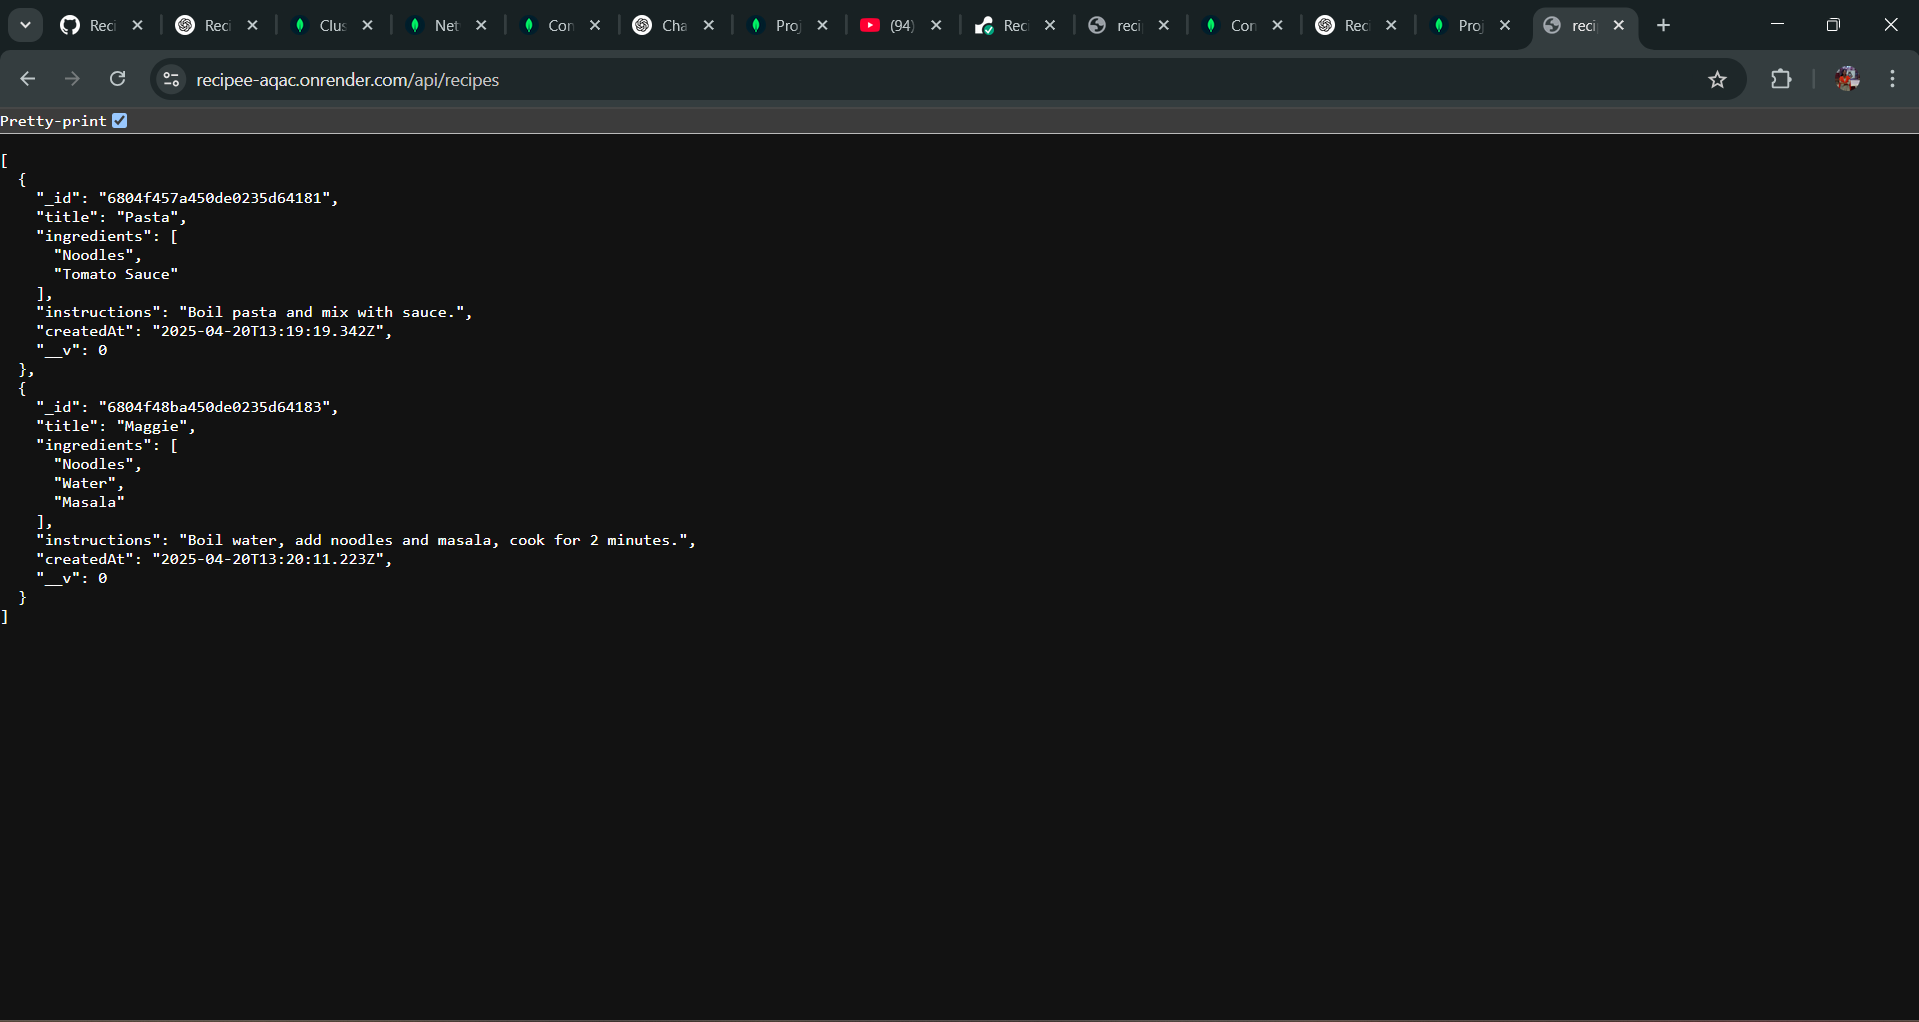 Reci Reci Clus Net Con Cha Proj (94) Reci reci Con Reci Proj reci
recipee-aqac.onrender.com/api/recipes
Pretty-print
[
  {
    "_id": "6804f457a450de0235d64181",
    "title": "Pasta",
    "ingredients": [
      "Noodles",
      "Tomato Sauce"
    ],
    "instructions": "Boil pasta and mix with sauce.",
    "createdAt": "2025-04-20T13:19:19.342Z",
    "__v": 0
  },
  {
    "_id": "6804f48ba450de0235d64183",
    "title": "Maggie",
    "ingredients": [
      "Noodles",
      "Water",
      "Masala"
    ],
    "instructions": "Boil water, add noodles and masala, cook for 2 minutes.",
    "createdAt": "2025-04-20T13:20:11.223Z",
    "__v": 0
  }
]